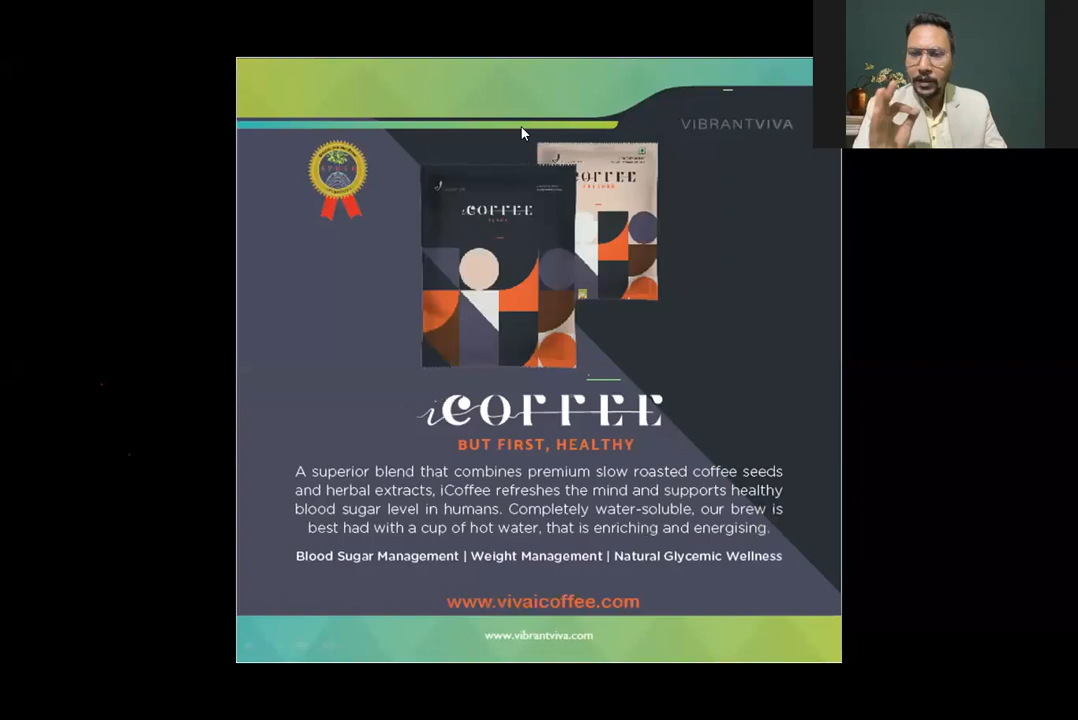 VIBRANTVIVA
iCOFFEE
iCOFFEE
iCOFFEE
BUT FIRST, HEALTHY
A superior blend that combines premium slow roasted coffee seeds
and herbal extracts, iCoffee refreshes the mind and supports healthy
blood sugar level in humans. Completely water-soluble, our brew is
best had with a cup of hot water, that is enriching and energising.
Blood Sugar Management | Weight Management | Natural Glycemic Wellness
www.vivaicoffee.com
www.vibrantviva.com